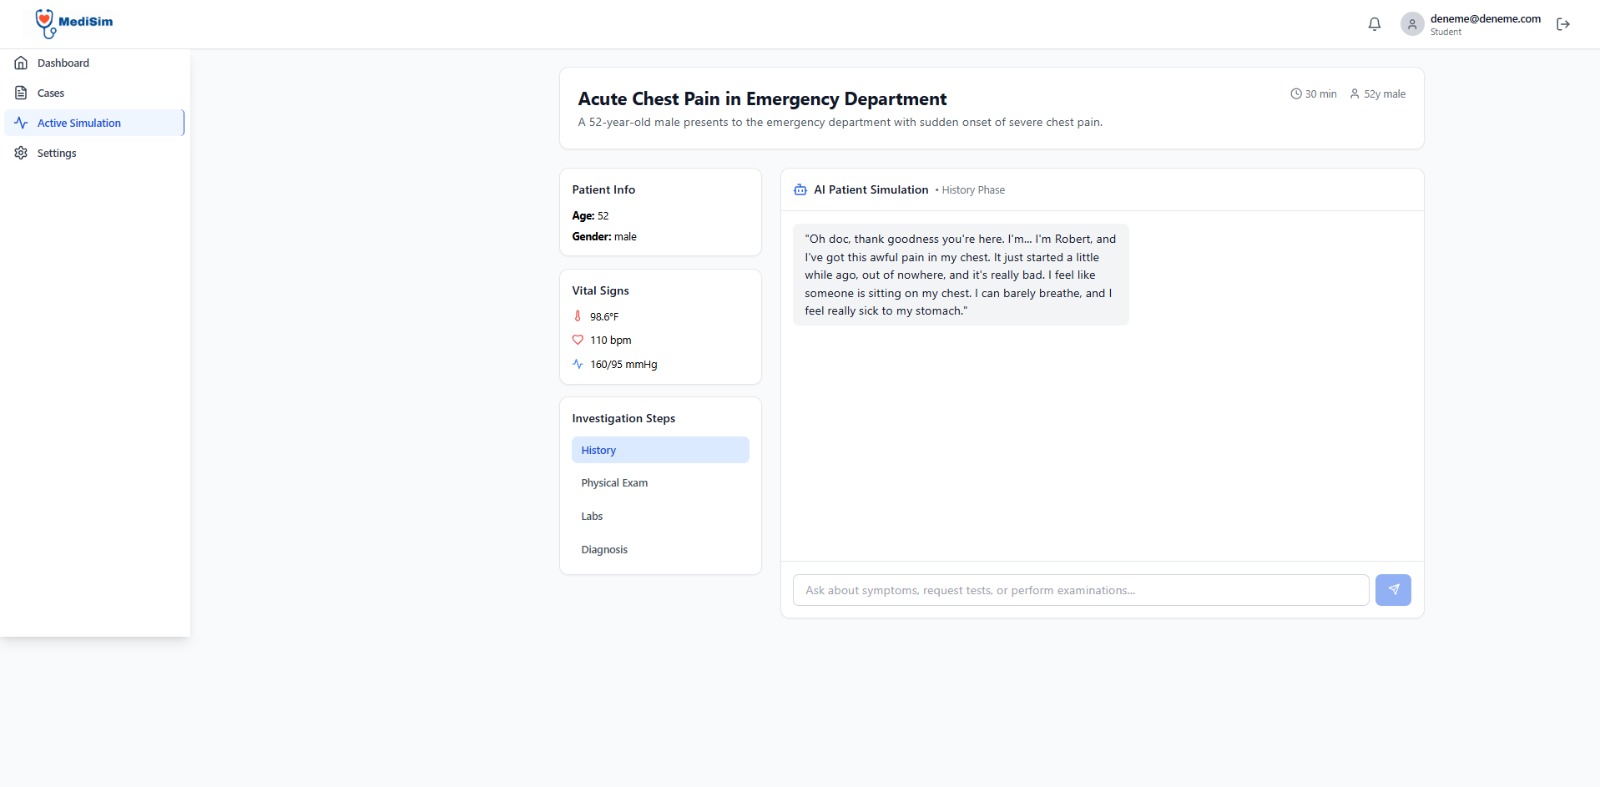 MediSim
deneme@deneme.com
Student
Dashboard
Cases
Active Simulation
Settings
Acute Chest Pain in Emergency Department
30 min
52y male
A 52-year-old male presents to the emergency department with sudden onset of severe chest pain.
Patient Info
Age: 52
Gender: male
Vital Signs
98.6°F
110 bpm
160/95 mmHg
Investigation Steps
History
Physical Exam
Labs
Diagnosis
AI Patient Simulation • History Phase
"Oh doc, thank goodness you're here. I'm... I'm Robert, and
I've got this awful pain in my chest. It just started a little
while ago, out of nowhere, and it's really bad. I feel like
someone is sitting on my chest. I can barely breathe, and I
feel really sick to my stomach."
Ask about symptoms, request tests, or perform examinations...